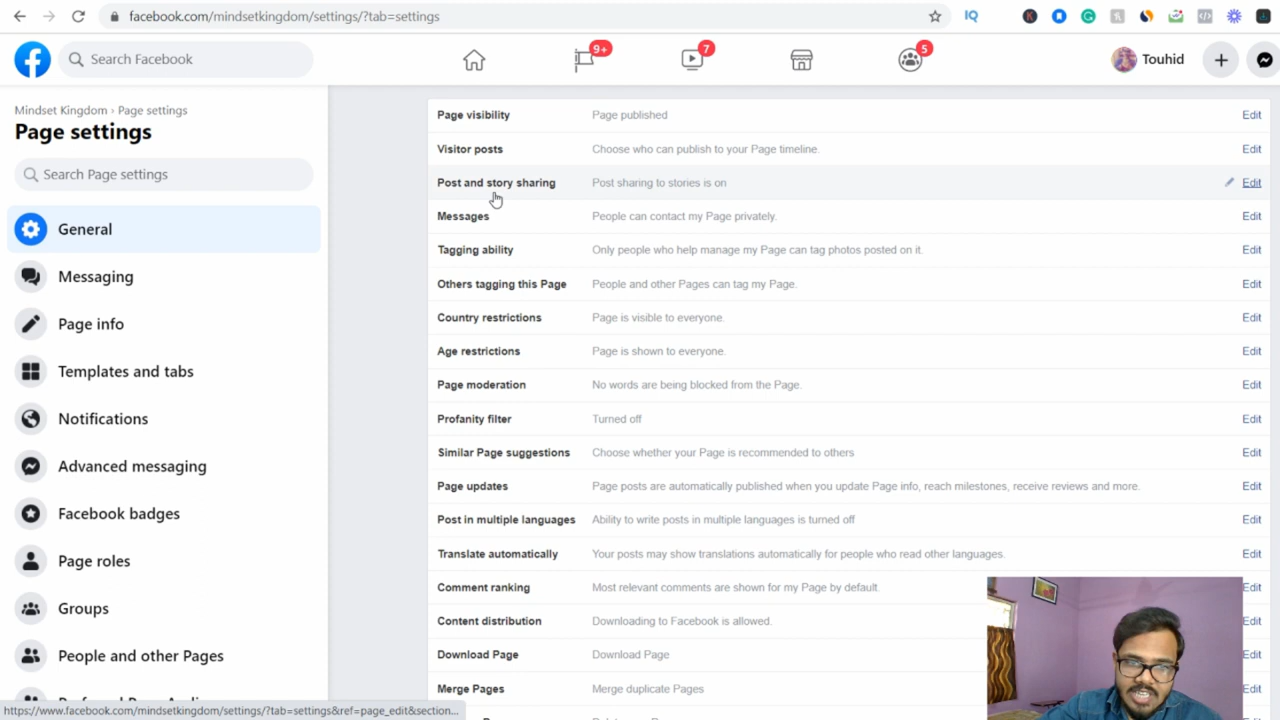 facebook.com/mindsetkingdom/settings/?tab=settings
IQ
K
Search Facebook
9+
7
5
Touhid
Mindset Kingdom › Page settings
Page settings
Search Page settings
General
Messaging
Page info
Templates and tabs
Notifications
Advanced messaging
Facebook badges
Page roles
Groups
People and other Pages
Page visibility Page published Edit
Visitor posts Choose who can publish to your Page timeline. Edit
Post and story sharing Post sharing to stories is on Edit
Messages People can contact my Page privately. Edit
Tagging ability Only people who help manage my Page can tag photos posted on it. Edit
Others tagging this Page People and other Pages can tag my Page. Edit
Country restrictions Page is visible to everyone. Edit
Age restrictions Page is shown to everyone. Edit
Page moderation No words are being blocked from the Page. Edit
Profanity filter Turned off Edit
Similar Page suggestions Choose whether your Page is recommended to others Edit
Page updates Page posts are automatically published when you update Page info, reach milestones, receive reviews and more. Edit
Post in multiple languages Ability to write posts in multiple languages is turned off Edit
Translate automatically Your posts may show translations automatically for people who read other languages. Edit
Comment ranking Most relevant comments are shown for my Page by default. Edit
Content distribution Downloading to Facebook is allowed. Edit
Download Page Download Page Edit
Merge Pages Merge duplicate Pages Edit
https://www.facebook.com/mindsetkingdom/settings/?tab=settings&ref=page_edit&section...